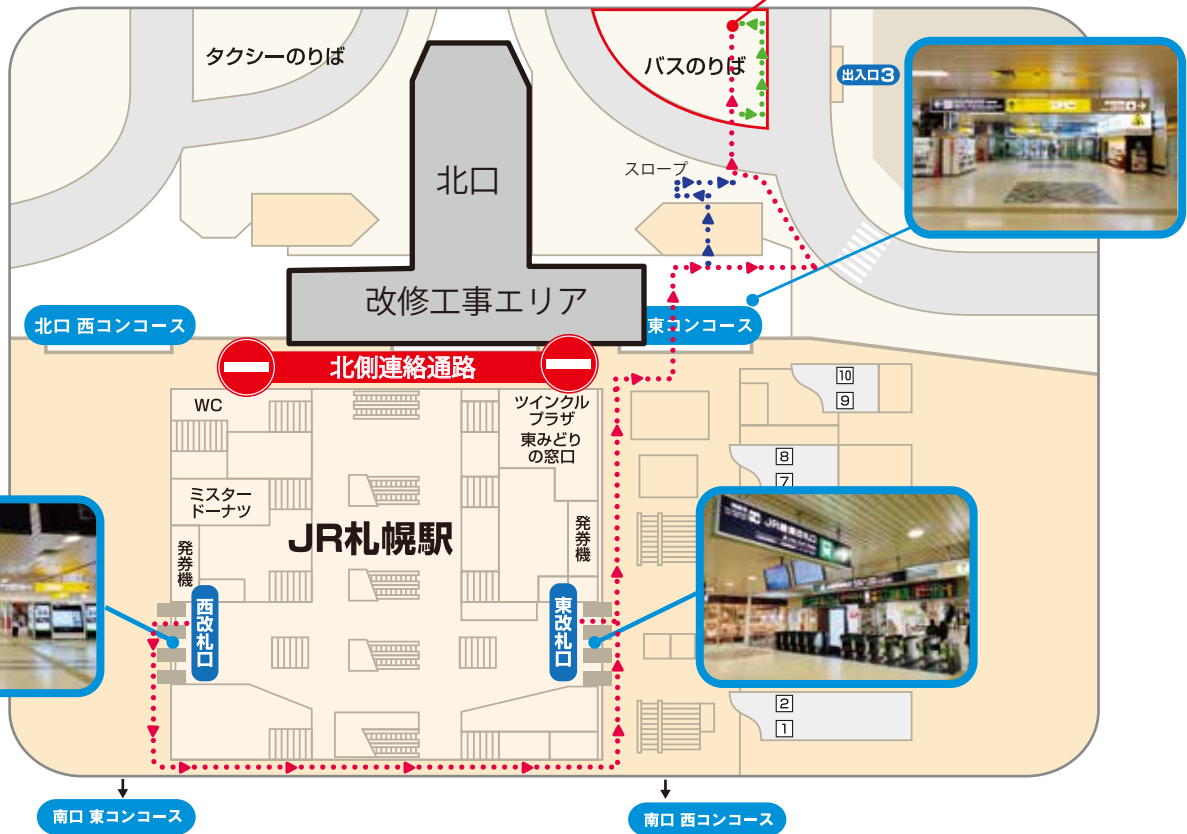 タクシーのりば
バスのりば
出入口3
北口
スロープ
改修工事エリア
北口 西コンコース
東コンコース
北側連絡通路
WC
ツインクル
プラザ
東みどり
の窓口
10
9
8
7
ミスター
ドーナツ
JR札幌駅
発券機
発券機
西改札口
東改札口
2
1
南口 東コンコース
南口 西コンコース